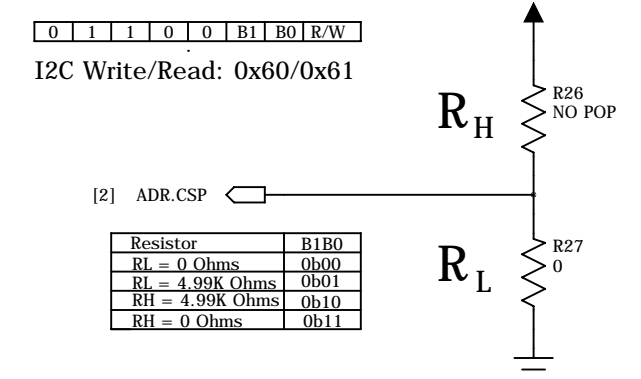 0 1 1 0 0 B1 B0 R/W
I2C Write/Read: 0x60/0x61
R26
NO POP
RH
[2] ADR.CSP
Resistor B1B0
RL = 0 Ohms 0b00
RL = 4.99K Ohms 0b01
RH = 4.99K Ohms 0b10
RH = 0 Ohms 0b11
R27
0
RL